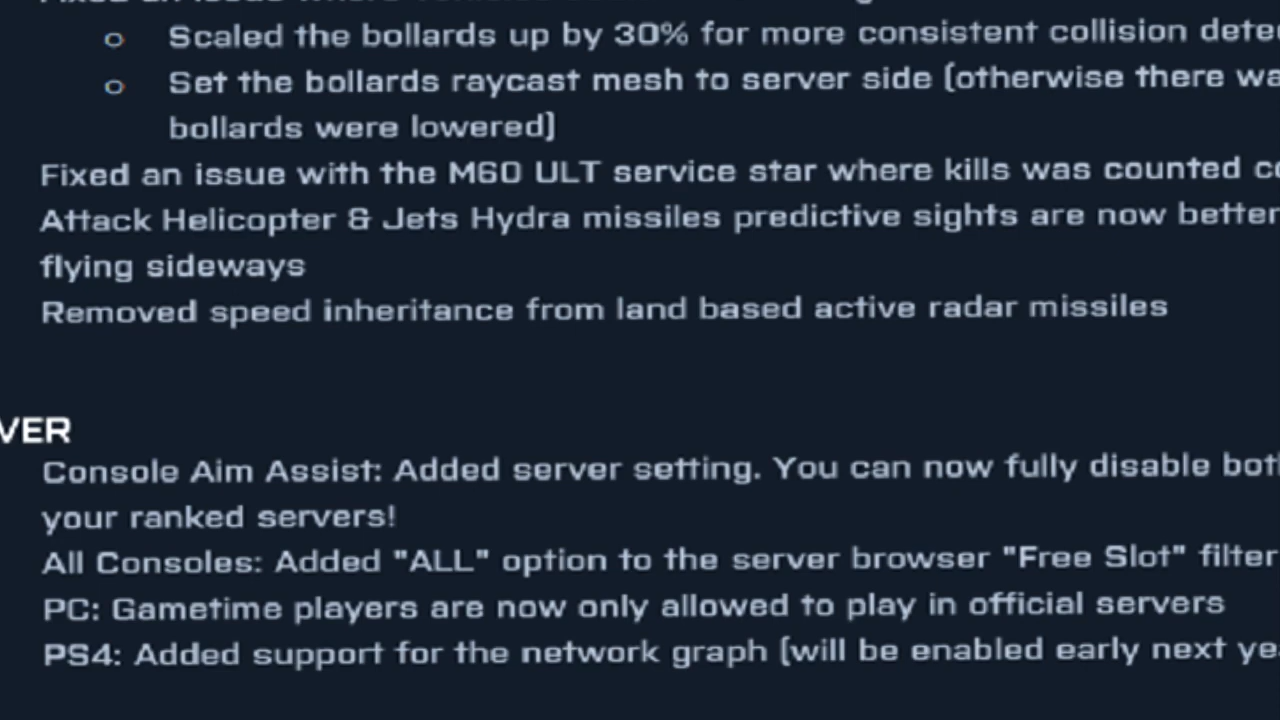 Scaled the bollards up by 30% for more consistent collision
Set the bollards raycast mesh to server side (otherwise there
bollards were lowered)
Fixed an issue with the M60 ULT service star where kills was counted
Attack Helicopter & Jets Hydra missiles predictive sights are now better
flying sideways
Removed speed inheritance from land based active radar missiles
VER
Console Aim Assist: Added server setting. You can now fully disable
your ranked servers!
All Consoles: Added "ALL" option to the server browser "Free Slot" filter
PC: Gametime players are now only allowed to play in official servers
PS4: Added support for the network graph (will be enabled early next